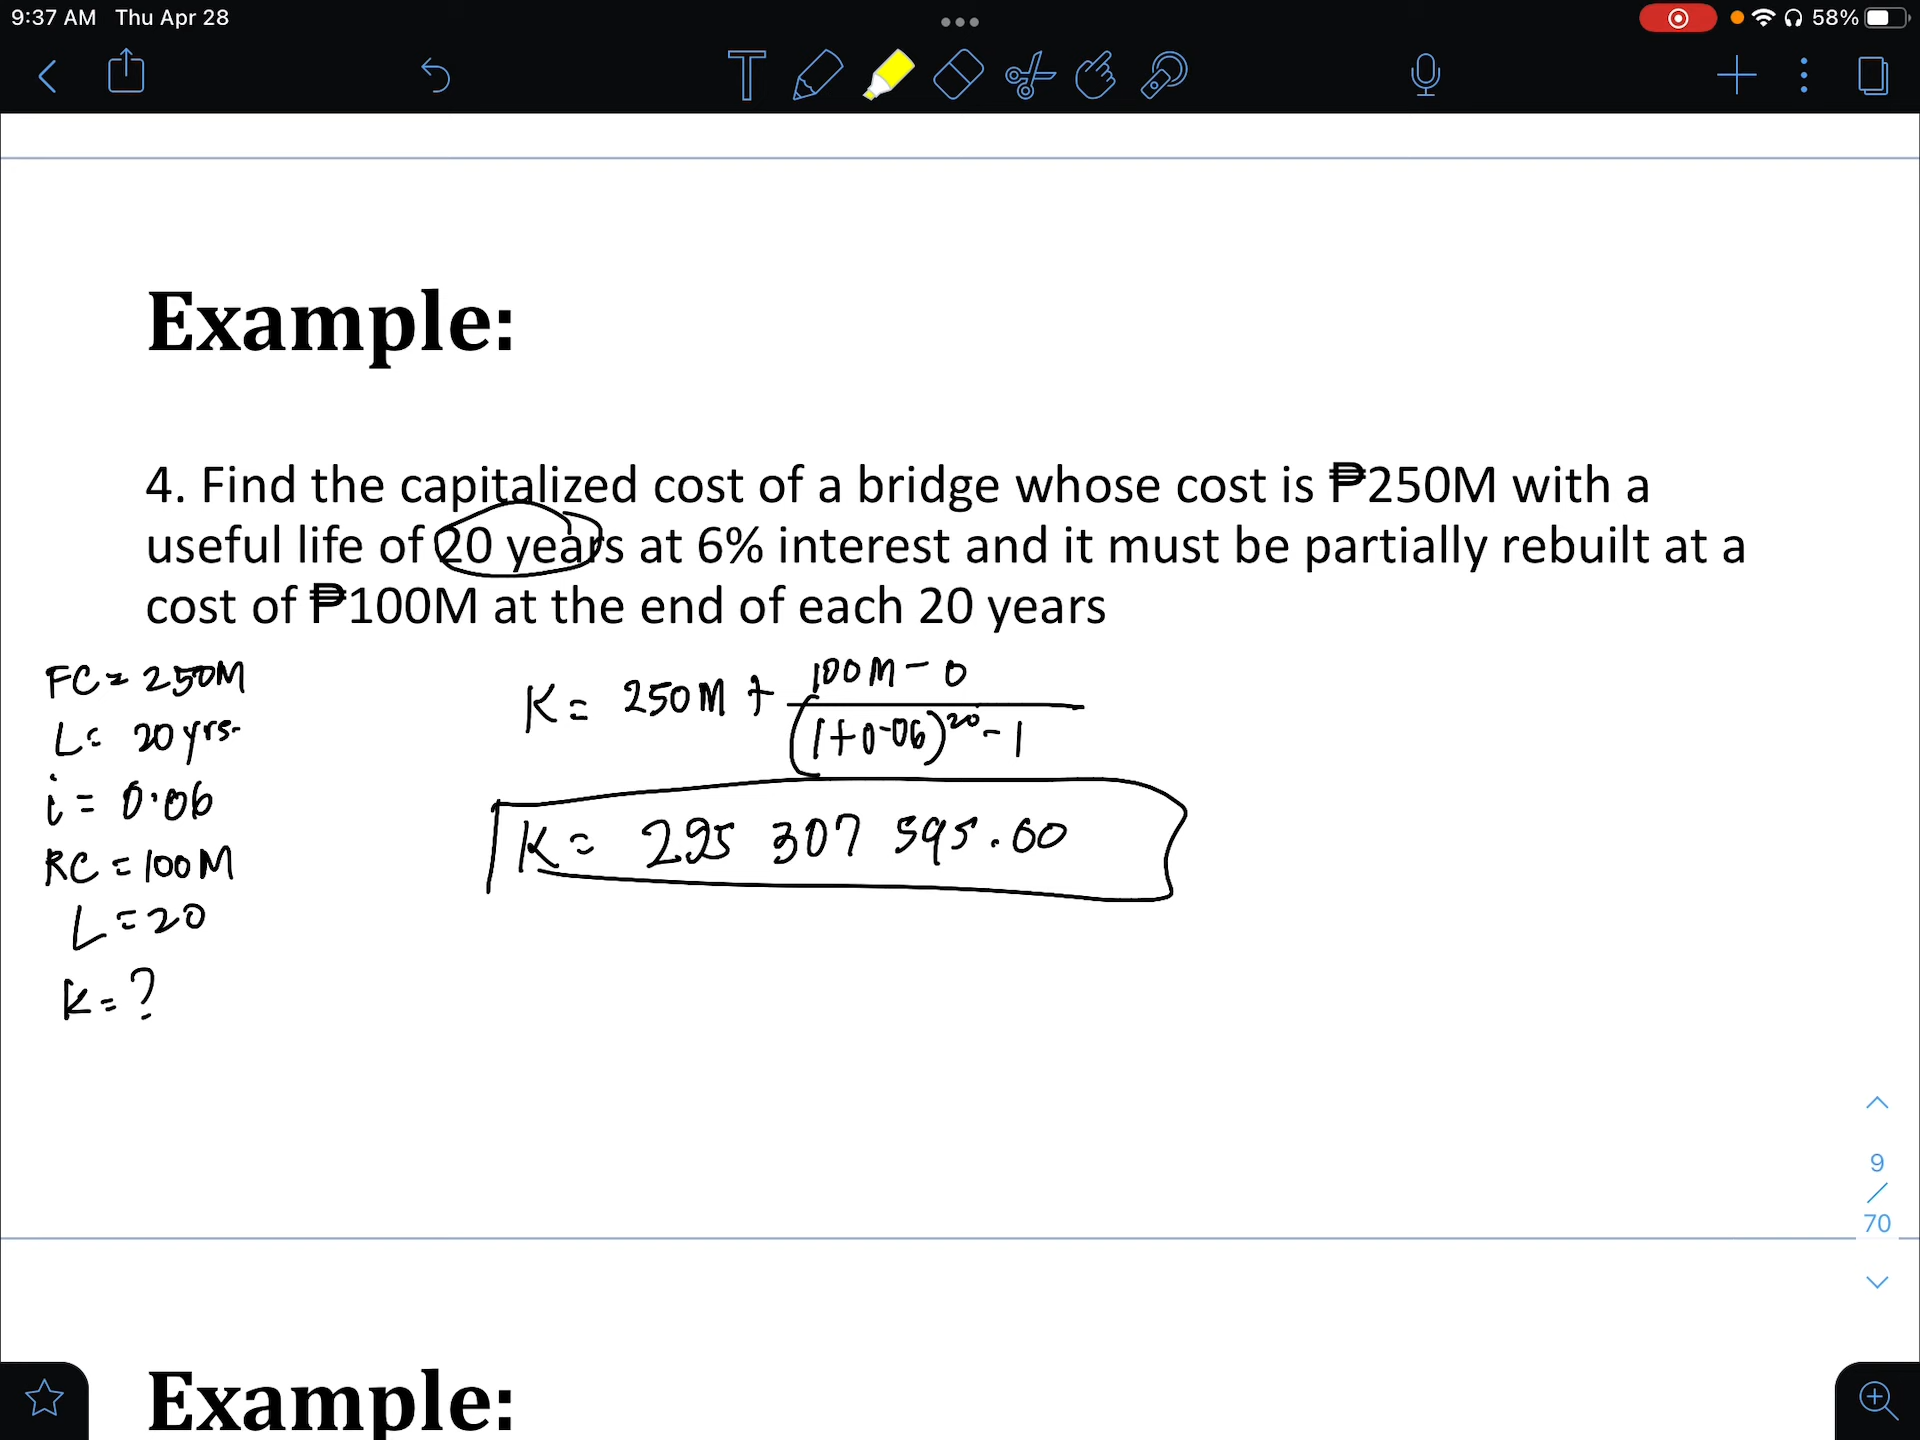 9:37 AM Thu Apr 28
58%
T
Example:
4. Find the capitalized cost of a bridge whose cost is ₱250M with a
useful life of 20 years at 6% interest and it must be partially rebuilt at a
cost of ₱100M at the end of each 20 years
FC = 250M
L = 20 yrs.
i = 0.06
RC = 100M
L = 20
K = ?
K = 250M + 100M - 0
(1+0.06)^20 - 1
K = 295 307 595.60
9
/
70
Example: